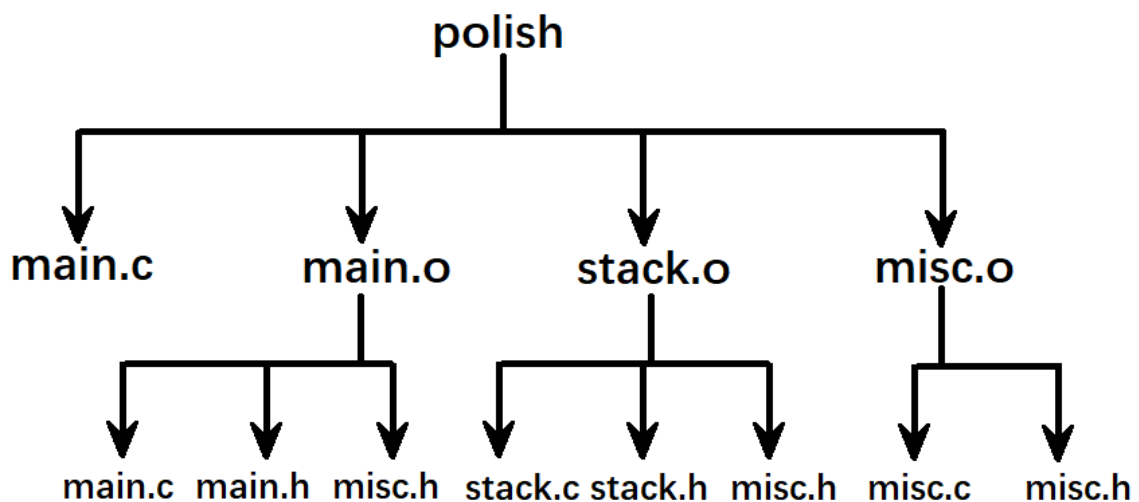 polish
main.c main.o stack.o misc.o
main.c main.h misc.h stack.c stack.h misc.h misc.c misc.h